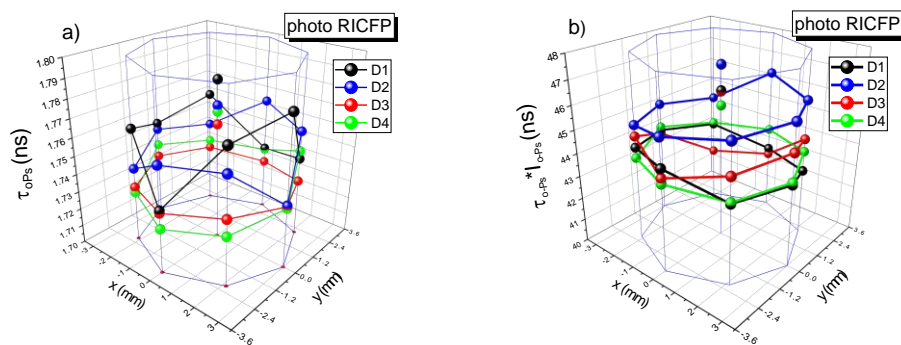 a)
photo RICFP
D1
D2
D3
D4
τo-Ps (ns)
1.80
1.79
1.78
1.77
1.76
1.75
1.74
1.73
1.72
1.71
1.70
-3
-2
-1
0
1
2
3
x (mm)
3.6
2.4
1.2
0.0
-1.2
-2.4
-3.6
y (mm)
b)
photo RICFP
D1
D2
D3
D4
τo-Ps*Io-Ps (ns)
48
47
46
45
44
43
42
41
40
-3
-2
-1
0
1
2
3
x (mm)
3.6
2.4
1.2
0.0
-1.2
-2.4
-3.6
y (mm)